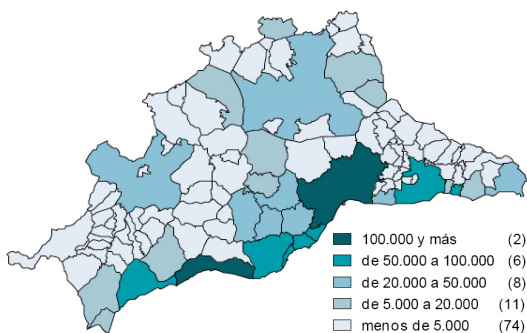 100.000 y más (2)
de 50.000 a 100.000 (6)
de 20.000 a 50.000 (8)
de 5.000 a 20.000 (11)
menos de 5.000 (74)